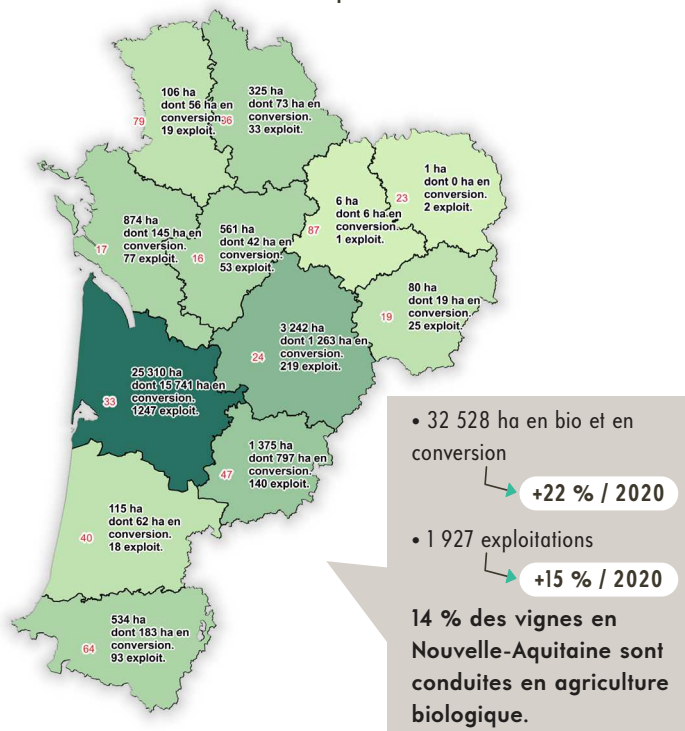 106 ha
dont 56 ha en
conversion.
19 exploit.
79
325 ha
dont 73 ha en
conversion.
33 exploit.
86
1 ha
dont 0 ha en
conversion.
2 exploit.
23
6 ha
dont 6 ha en
conversion.
1 exploit.
87
874 ha
dont 145 ha en
conversion.
77 exploit.
17
561 ha
dont 42 ha en
conversion.
53 exploit.
16
80 ha
dont 19 ha en
conversion.
25 exploit.
19
3 242 ha
dont 1 263 ha en
conversion.
219 exploit.
24
25 310 ha
dont 15 741 ha en
conversion.
1247 exploit.
33
1 375 ha
dont 797 ha en
conversion.
140 exploit.
47
115 ha
dont 62 ha en
conversion.
18 exploit.
40
534 ha
dont 183 ha en
conversion.
93 exploit.
64
• 32 528 ha en bio et en
conversion
+22 % / 2020
• 1 927 exploitations
+15 % / 2020
14 % des vignes en
Nouvelle-Aquitaine sont
conduites en agriculture
biologique.